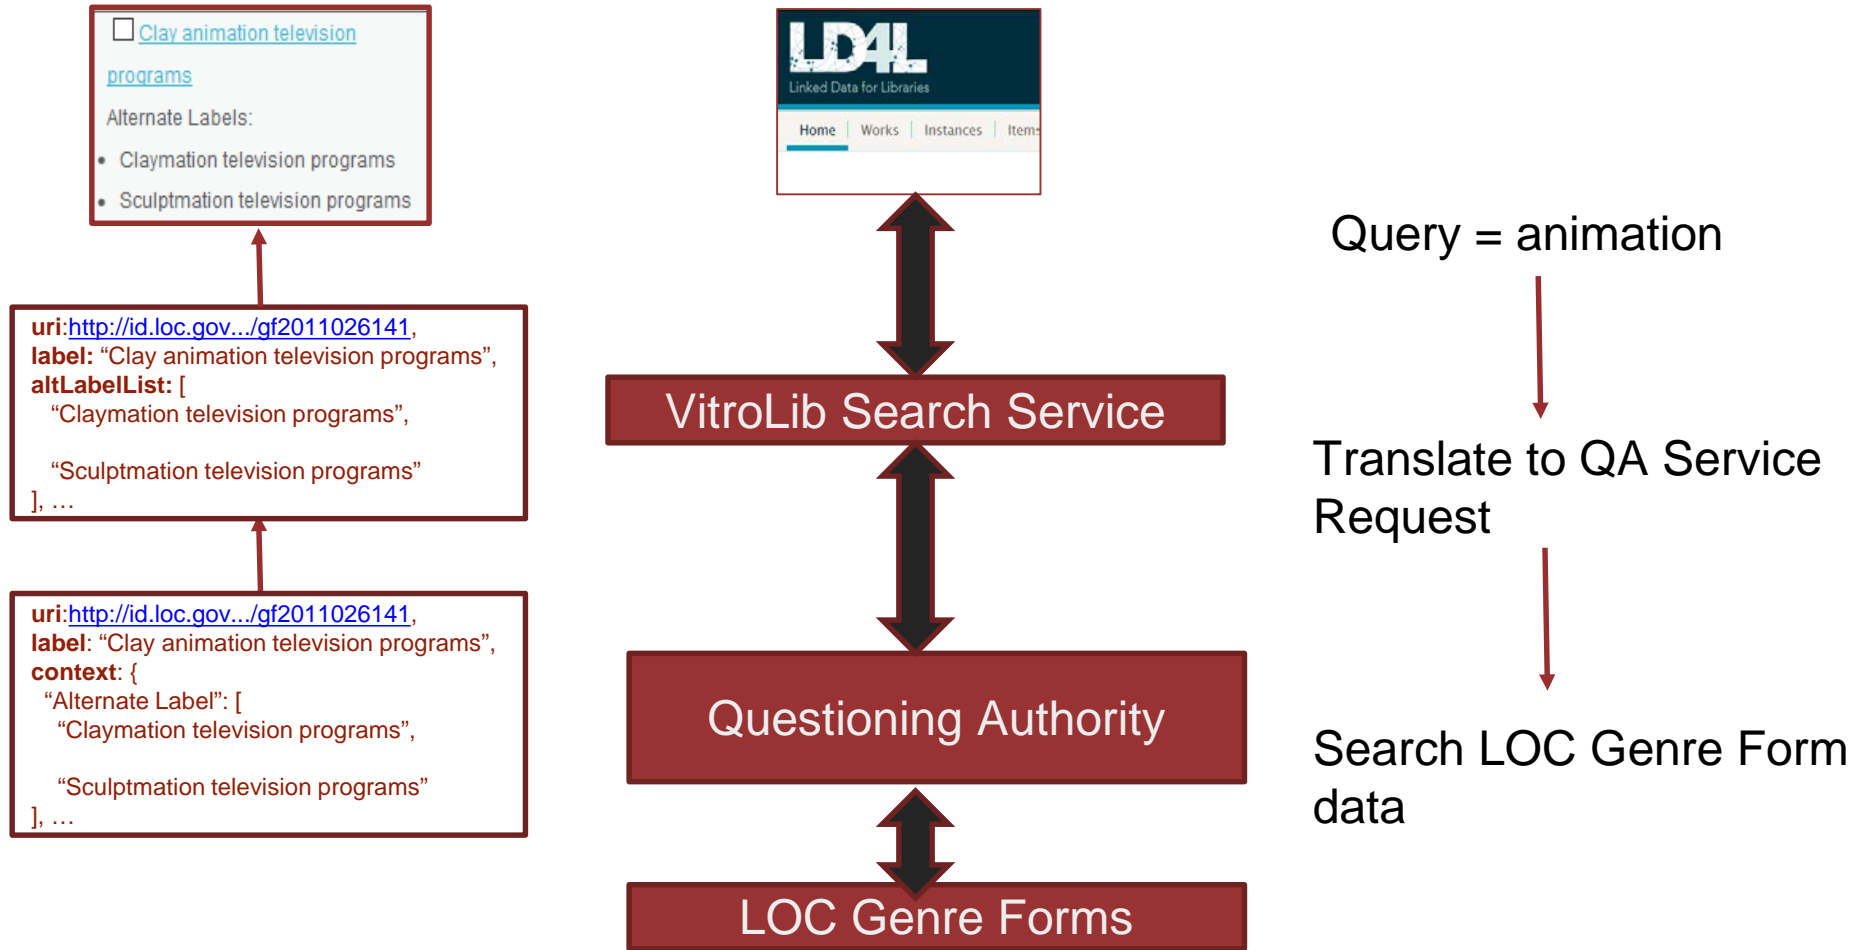 Clay animation television
programs
Alternate Labels:
• Claymation television programs
• Sculptmation television programs
uri:http://id.loc.gov.../gf2011026141,
label: “Clay animation television programs”,
altLabelList: [
“Claymation television programs”,
“Sculptmation television programs”
], …
uri:http://id.loc.gov.../gf2011026141,
label: “Clay animation television programs”,
context: {
“Alternate Label”: [
“Claymation television programs”,
“Sculptmation television programs”
], …
LD4L
Linked Data for Libraries
Home | Works | Instances | Items
VitroLib Search Service
Questioning Authority
LOC Genre Forms
Query = animation
Translate to QA Service
Request
Search LOC Genre Form
data